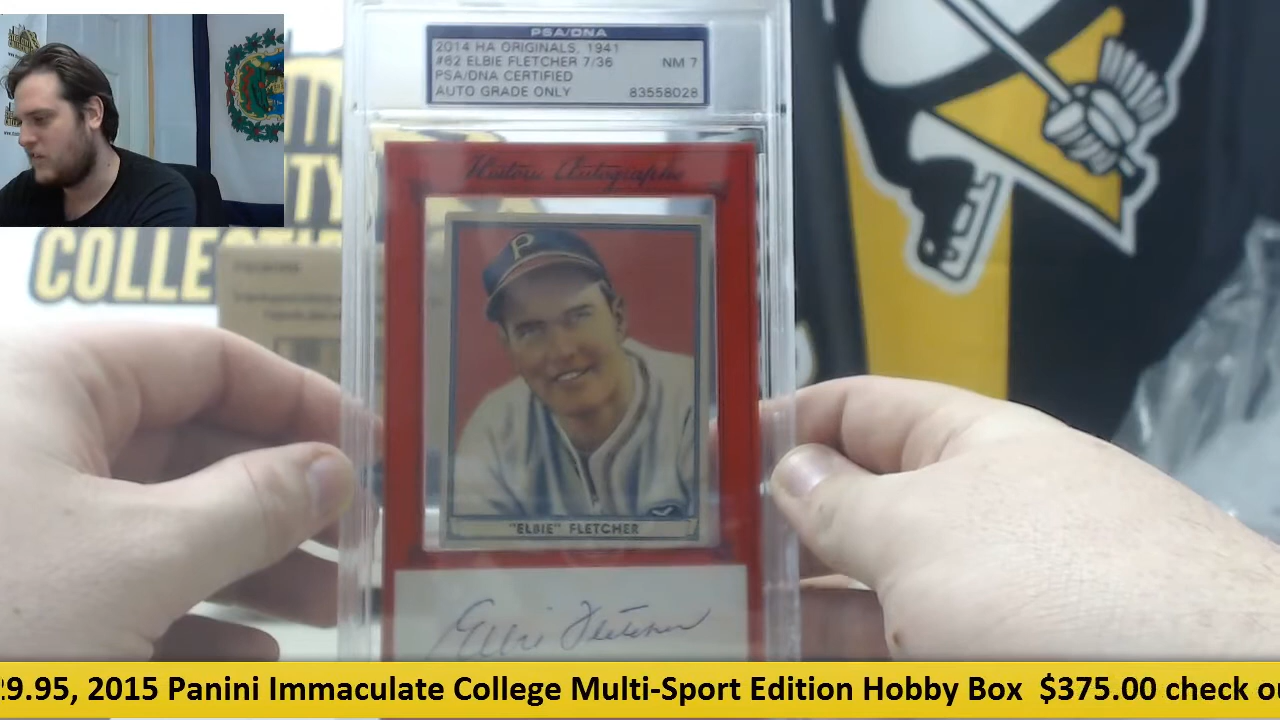 PSA/DNA
2014 HA ORIGINALS, 1941
#62 ELBIE FLETCHER 7/36 NM 7
PSA/DNA CERTIFIED
AUTO GRADE ONLY 83558028
Historic Autographs
P
"ELBIE" FLETCHER
Elbie Fletcher
COLLE
29.95, 2015 Panini Immaculate College Multi-Sport Edition Hobby Box $375.00 check ou